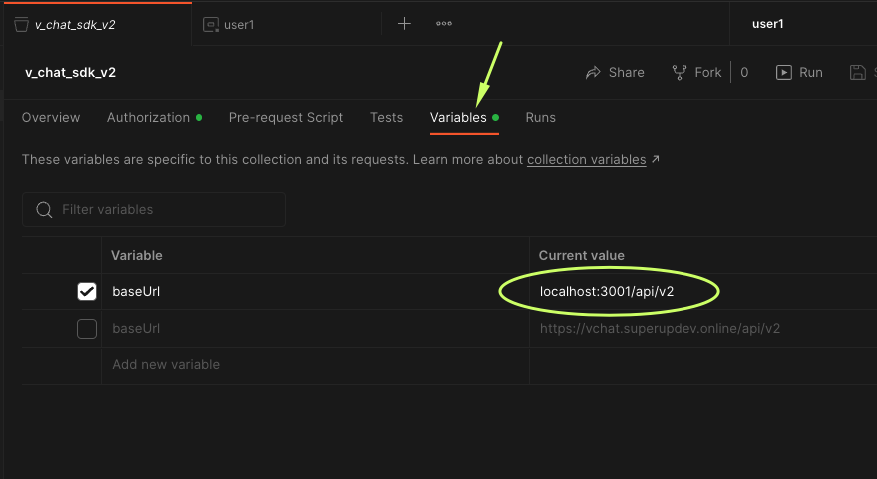 v_chat_sdk_v2 user1 user1
v_chat_sdk_v2 Share Fork 0 Run
Overview Authorization Pre-request Script Tests Variables Runs
These variables are specific to this collection and its requests. Learn more about collection variables ↗
Filter variables
Variable Current value
baseUrl localhost:3001/api/v2
baseUrl https://vchat.superupdev.online/api/v2
Add new variable